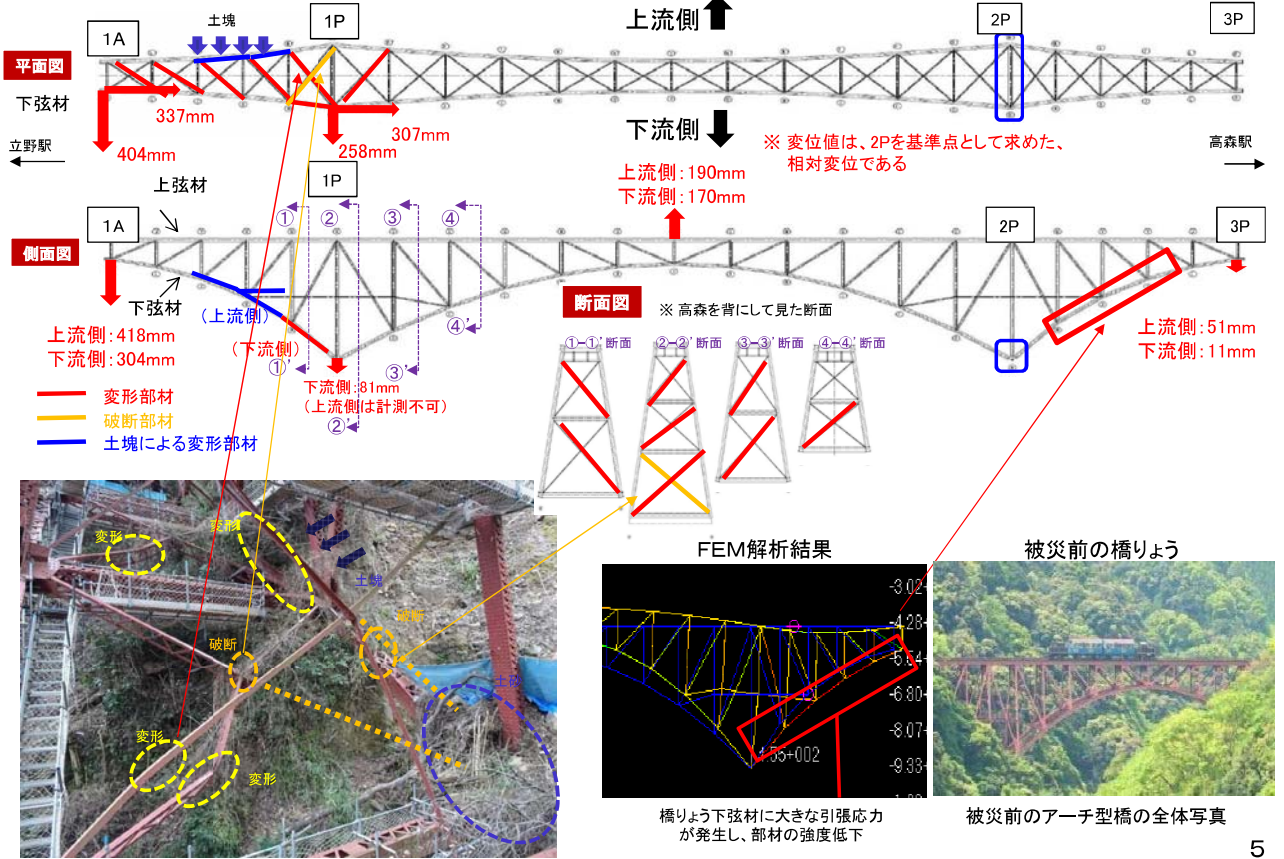 上流側
1A
土塊
1P
2P
3P
平面図
下弦材
337mm
307mm
404mm
258mm
下流側
※ 変位値は、2Pを基準点として求めた、
相対変位である
立野駅
高森駅
上弦材
1P
上流側：190mm
下流側：170mm
1A
①
②
③
④
2P
3P
側面図
下弦材
（上流側）
（下流側）
上流側：418mm
下流側：304mm
①’
②’
③’
④’
下流側：81mm
（上流側は計測不可）
上流側：51mm
下流側：11mm
断面図
※ 高森を背にして見た断面
①-①’断面
②-②’断面
③-③’断面
④-④’断面
変形部材
破断部材
土塊による変形部材
変形
変形
土塊
破断
破断
土砂
変形
変形
FEM解析結果
-3.02
-4.28
-5.54
-6.80
-8.07
-9.33
1.55+002
橋りょう下弦材に大きな引張応力
が発生し、部材の強度低下
被災前の橋りょう
被災前のアーチ型橋の全体写真
5